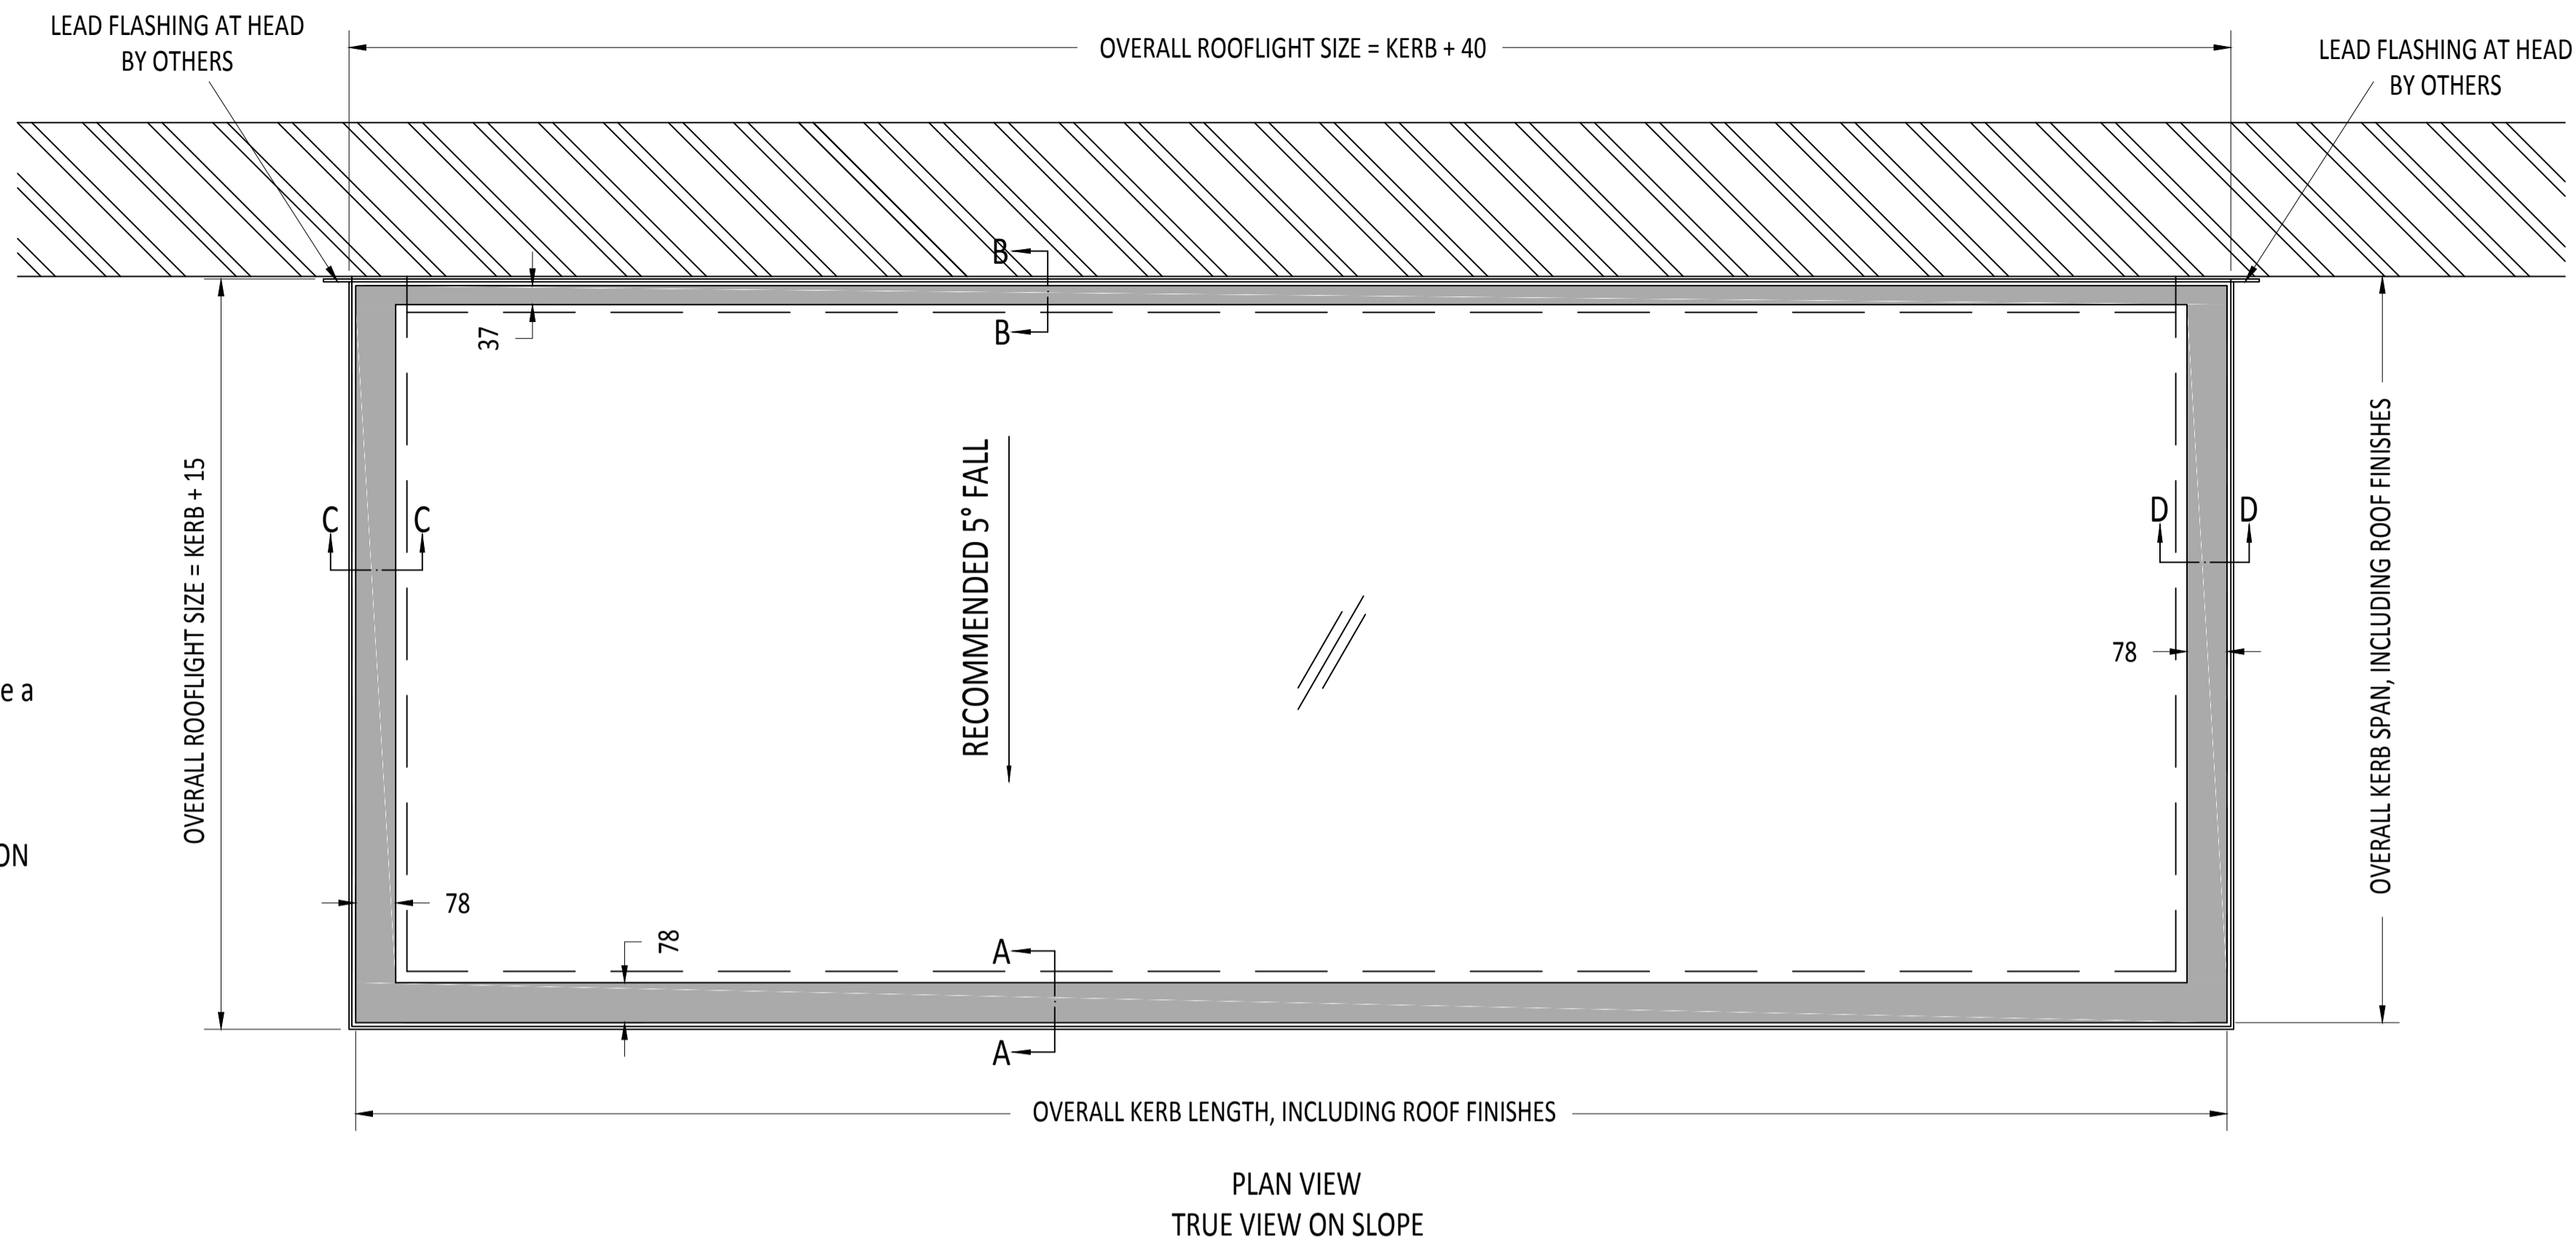 LEAD FLASHING AT HEAD
BY OTHERS
OVERALL ROOFLIGHT SIZE = KERB + 40
LEAD FLASHING AT HEAD
BY OTHERS
B
B
37
OVERALL ROOFLIGHT SIZE = KERB + 15
C
C
RECOMMENDED 5° FALL
D
D
OVERALL KERB SPAN, INCLUDING ROOF FINISHES
78
e a
ON
78
78
A
A
OVERALL KERB LENGTH, INCLUDING ROOF FINISHES
PLAN VIEW
TRUE VIEW ON SLOPE